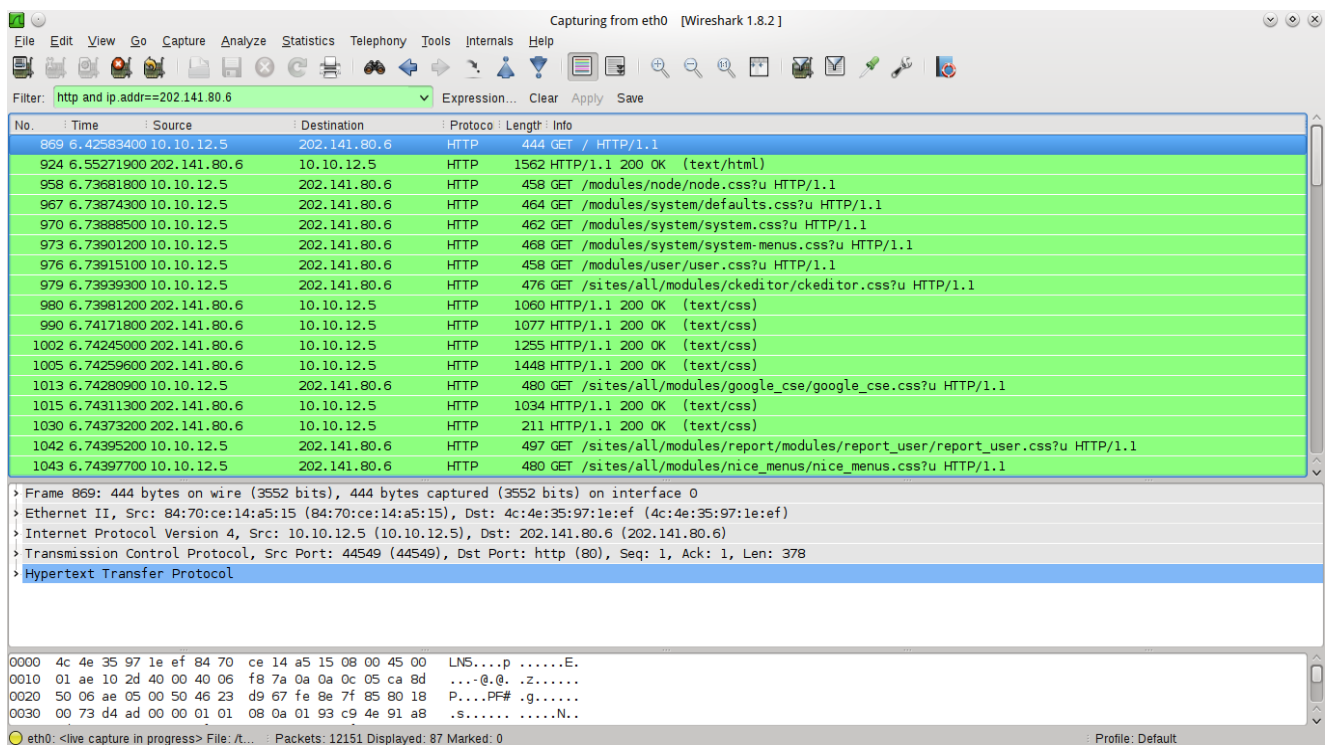 Capturing from eth0 [Wireshark 1.8.2 ]
File Edit View Go Capture Analyze Statistics Telephony Tools Internals Help
Filter: http and ip.addr==202.141.80.6 Expression... Clear Apply Save
No. Time Source Destination Protoco Length Info
869 6.42583400 10.10.12.5 202.141.80.6 HTTP 444 GET / HTTP/1.1
924 6.55271900 202.141.80.6 10.10.12.5 HTTP 1562 HTTP/1.1 200 OK (text/html)
958 6.73681800 10.10.12.5 202.141.80.6 HTTP 458 GET /modules/node/node.css?u HTTP/1.1
967 6.73874300 10.10.12.5 202.141.80.6 HTTP 464 GET /modules/system/defaults.css?u HTTP/1.1
970 6.73888500 10.10.12.5 202.141.80.6 HTTP 462 GET /modules/system/system.css?u HTTP/1.1
973 6.73901200 10.10.12.5 202.141.80.6 HTTP 468 GET /modules/system/system-menus.css?u HTTP/1.1
976 6.73915100 10.10.12.5 202.141.80.6 HTTP 458 GET /modules/user/user.css?u HTTP/1.1
979 6.73939300 10.10.12.5 202.141.80.6 HTTP 476 GET /sites/all/modules/ckeditor/ckeditor.css?u HTTP/1.1
980 6.73981200 202.141.80.6 10.10.12.5 HTTP 1060 HTTP/1.1 200 OK (text/css)
990 6.74171800 202.141.80.6 10.10.12.5 HTTP 1077 HTTP/1.1 200 OK (text/css)
1002 6.74245000 202.141.80.6 10.10.12.5 HTTP 1255 HTTP/1.1 200 OK (text/css)
1005 6.74259600 202.141.80.6 10.10.12.5 HTTP 1448 HTTP/1.1 200 OK (text/css)
1013 6.74280900 10.10.12.5 202.141.80.6 HTTP 480 GET /sites/all/modules/google_cse/google_cse.css?u HTTP/1.1
1015 6.74311300 202.141.80.6 10.10.12.5 HTTP 1034 HTTP/1.1 200 OK (text/css)
1030 6.74373200 202.141.80.6 10.10.12.5 HTTP 211 HTTP/1.1 200 OK (text/css)
1042 6.74395200 10.10.12.5 202.141.80.6 HTTP 497 GET /sites/all/modules/report/modules/report_user/report_user.css?u HTTP/1.1
1043 6.74397700 10.10.12.5 202.141.80.6 HTTP 480 GET /sites/all/modules/nice_menus/nice_menus.css?u HTTP/1.1
Frame 869: 444 bytes on wire (3552 bits), 444 bytes captured (3552 bits) on interface 0
Ethernet II, Src: 84:70:ce:14:a5:15 (84:70:ce:14:a5:15), Dst: 4c:4e:35:97:1e:ef (4c:4e:35:97:1e:ef)
Internet Protocol Version 4, Src: 10.10.12.5 (10.10.12.5), Dst: 202.141.80.6 (202.141.80.6)
Transmission Control Protocol, Src Port: 44549 (44549), Dst Port: http (80), Seq: 1, Ack: 1, Len: 378
Hypertext Transfer Protocol
0000 4c 4e 35 97 1e ef 84 70 ce 14 a5 15 08 00 45 00 LN5....p ......E.
0010 01 ae 10 2d 40 00 40 06 f8 7a 0a 0a 0c 05 ca 8d ...-@.@. .z......
0020 50 06 ae 05 00 50 46 23 d9 67 fe 8e 7f 85 80 18 P....PF# .g......
0030 00 73 d4 ad 00 00 01 01 08 0a 01 93 c9 4e 91 a8 .s...... .....N..
eth0: <live capture in progress> File: /t... Packets: 12151 Displayed: 87 Marked: 0 Profile: Default